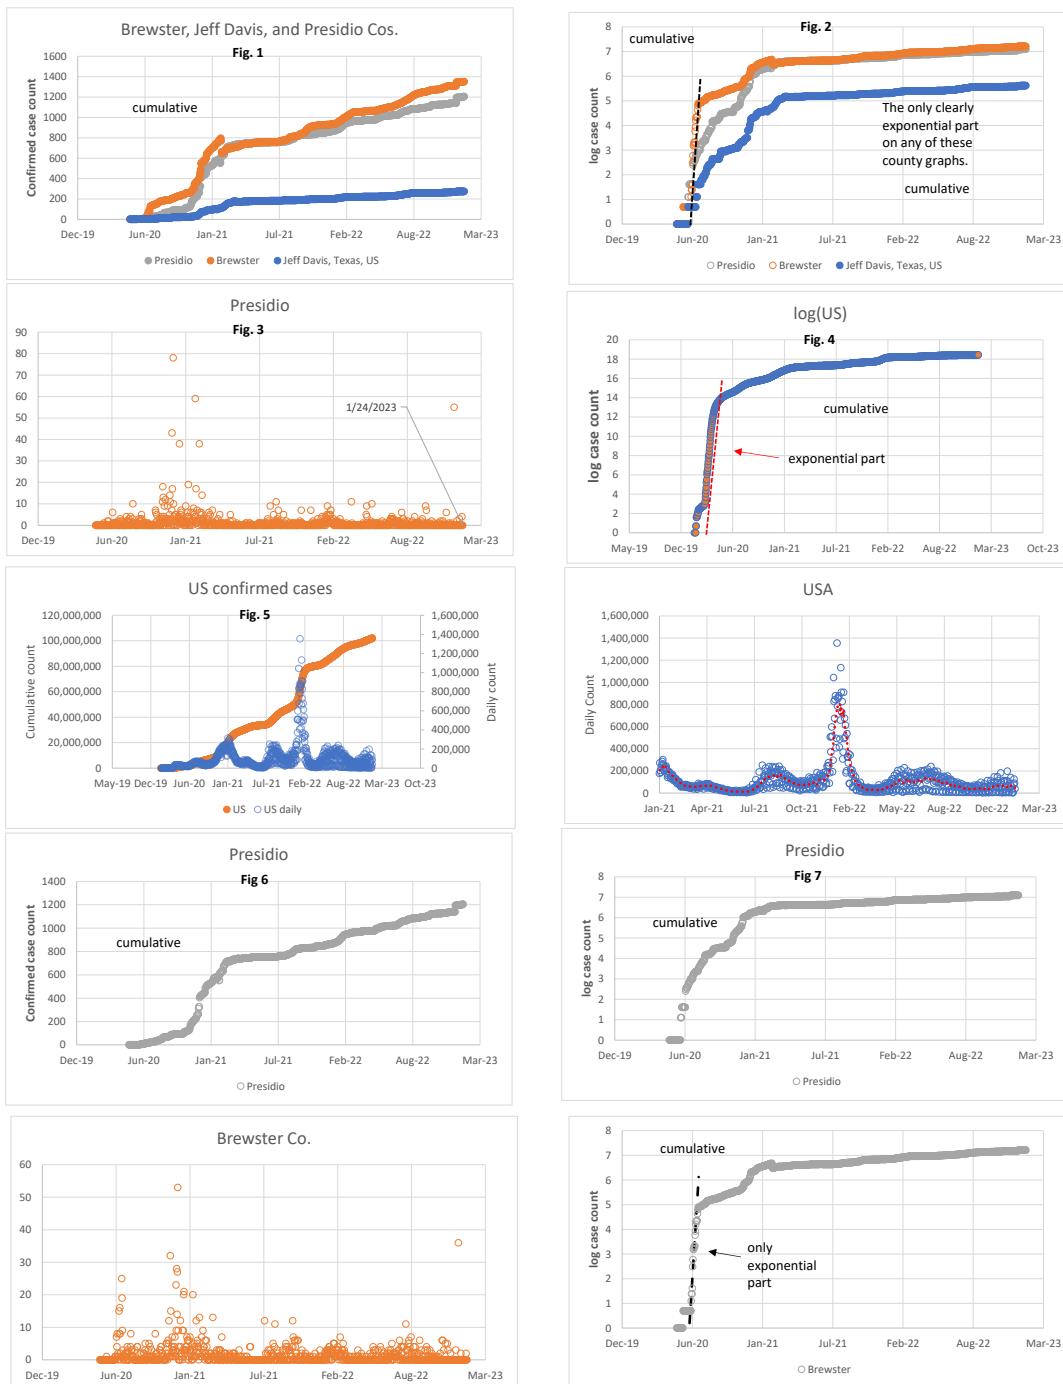 Brewster, Jeff Davis, and Presidio Cos.
Fig. 1
cumulative
Confirmed case count
1600
1400
1200
1000
800
600
400
200
0
Dec-19 Jun-20 Jan-21 Jul-21 Feb-22 Aug-22 Mar-23
Presidio Brewster Jeff Davis, Texas, US
Fig. 2
cumulative
log case count
8
7
6
5
4
3
2
1
0
The only clearly
exponential part
on any of these
county graphs.
cumulative
Dec-19 Jun-20 Jan-21 Jul-21 Feb-22 Aug-22 Mar-23
Presidio Brewster Jeff Davis, Texas, US
Presidio
Fig. 3
90
80
70
60
50
40
30
20
10
0
1/24/2023
Dec-19 Jun-20 Jan-21 Jul-21 Feb-22 Aug-22 Mar-23
log(US)
Fig. 4
log case count
20
18
16
14
12
10
8
6
4
2
0
cumulative
exponential part
May-19 Dec-19 Jun-20 Jan-21 Jul-21 Feb-22 Aug-22 Mar-23 Oct-23
US confirmed cases
Fig. 5
Cumulative count
120,000,000
100,000,000
80,000,000
60,000,000
40,000,000
20,000,000
0
1,600,000
1,400,000
1,200,000
1,000,000
800,000
600,000
400,000
200,000
0
Daily count
May-19 Dec-19 Jun-20 Jan-21 Jul-21 Feb-22 Aug-22 Mar-23 Oct-23
US US daily
USA
Daily Count
1,600,000
1,400,000
1,200,000
1,000,000
800,000
600,000
400,000
200,000
0
Jan-21 Apr-21 Jul-21 Oct-21 Feb-22 May-22 Aug-22 Dec-22 Mar-23
Presidio
Fig 6
cumulative
Confirmed case count
1400
1200
1000
800
600
400
200
0
Dec-19 Jun-20 Jan-21 Jul-21 Feb-22 Aug-22 Mar-23
Presidio
Presidio
Fig 7
cumulative
log case count
8
7
6
5
4
3
2
1
0
Dec-19 Jun-20 Jan-21 Jul-21 Feb-22 Aug-22 Mar-23
Presidio
Brewster Co.
60
50
40
30
20
10
0
Dec-19 Jun-20 Jan-21 Jul-21 Feb-22 Aug-22 Mar-23
cumulative
log case count
8
7
6
5
4
3
2
1
0
only
exponential
part
Dec-19 Jun-20 Jan-21 Jul-21 Feb-22 Aug-22 Mar-23
Brewster